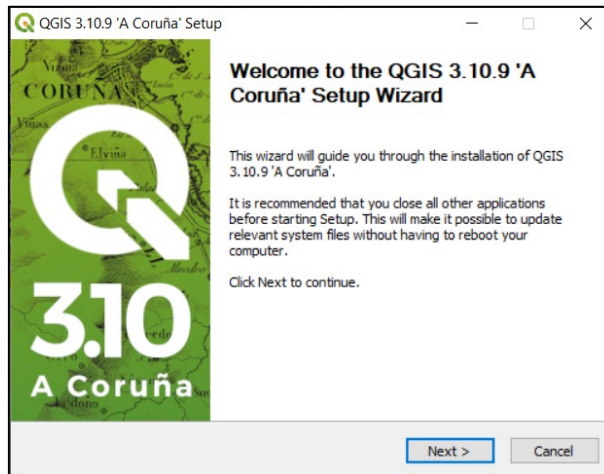 QGIS 3.10.9 'A Coruña' Setup
Welcome to the QGIS 3.10.9 'A
Coruña' Setup Wizard
This wizard will guide you through the installation of QGIS
3.10.9 'A Coruña'.
It is recommended that you close all other applications
before starting Setup. This will make it possible to update
relevant system files without having to reboot your
computer.
Click Next to continue.
CORUNA
Elviña
3.10
A Coruña
Next >
Cancel